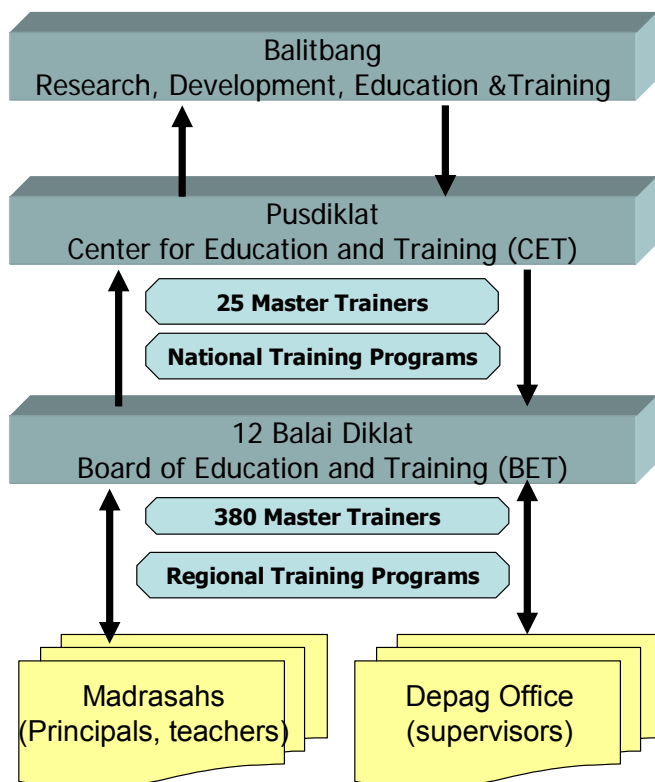 Balitbang
Research, Development, Education &Training
Pusdiklat
Center for Education and Training (CET)
25 Master Trainers
National Training Programs
12 Balai Diklat
Board of Education and Training (BET)
380 Master Trainers
Regional Training Programs
Madrasahs
(Principals, teachers)
Depag Office
(supervisors)